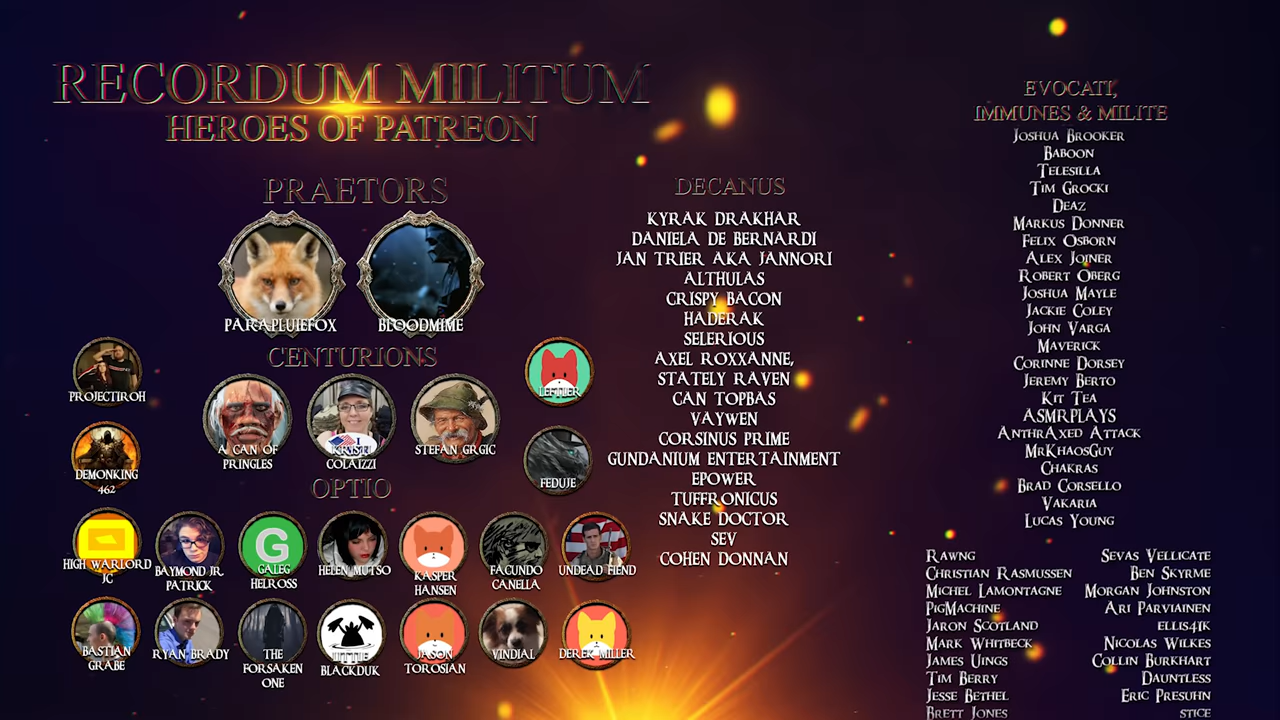 RECORDUM MILITUM
HEROES OF PATREON
PRAETORS
PARAPLUIEFOX
BLOODMIME
CENTURIONS
PROJECTIROH
A CAN OF
PRINGLES
KRISTI
COLAIZZI
STEFAN GRGIC
DEMONKING
462
FEDUJE
OPTIO
HIGH WARLORD
JG
BAYMOND JR.
PATRICK
G
GALEG
HELROSS
HELEN MUTSO
KASPER
HANSEN
FACUNDO
CANELLA
UNDEAD FIEND
BASTIAN
GRABE
RYAN BRADY
THE
FORSAKEN
ONE
LITTLE
BLACKDUK
JASON
TOROSIAN
VINDIAL
DEREK MILLER
DECANUS
KYRAK DRAKHAR
DANIELA DE BERNARDI
JAN TRIER AKA JANNORI
ALTHULAS
CRISPY BACON
HADERAK
SELERIOUS
AXEL ROXXANNE,
STATELY RAVEN
CAN TOPBAS
VAYWEN
CORSINUS PRIME
GUNDANIUM ENTERTAINMENT
EPOWER
TUFFRONICUS
SNAKE DOCTOR
SEV
COHEN DONNAN
EVOCATI,
IMMUNES & MILITE
JOSHUA BROOKER
BABOON
TELESILLA
TIM GROCKI
DEAZ
MARKUS DONNER
FELIX OSBORN
ALEX JOINER
ROBERT OBERG
JOSHUA MAYLE
JACKIE COLEY
JOHN VARGA
MAVERICK
CORINNE DORSEY
JEREMY BERTO
KIT TEA
ASMRPLAYS
ANTHRAXED ATTACK
MRKHAOSGUY
CHAKRAS
BRAD CORSELLO
VAKARIA
LUCAS YOUNG
RAWNG
CHRISTIAN RASMUSSEN
MICHEL LAMONTAGNE
PIGMACHINE
JARON SCOTLAND
MARK WHITBECK
JAMES UINGS
TIM BERRY
JESSE BETHEL
BRETT JONES
SEVAS VELLICATE
BEN SKYRME
MORGAN JOHNSTON
ARI PARVIAINEN
ELLIS41K
NICOLAS WILKES
COLLIN BURKHART
DAUNTLESS
ERIC PRESUHN
STICE